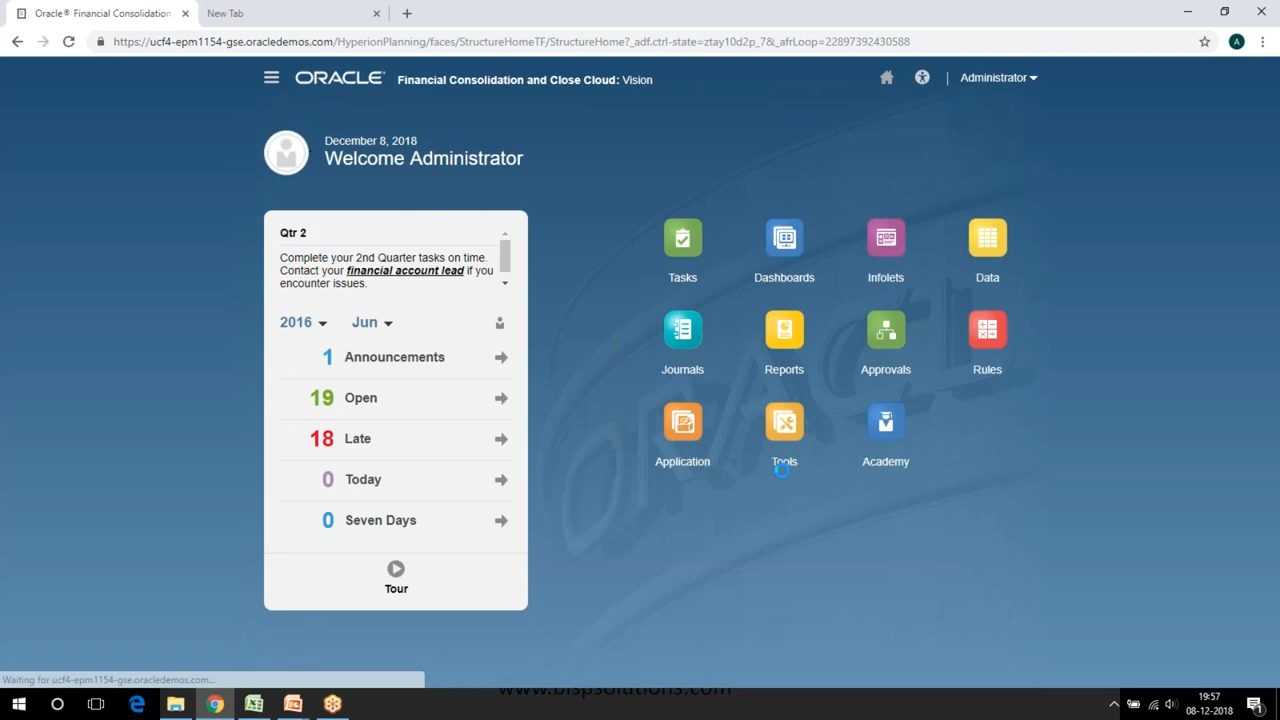 Oracle® Financial Consolidation
New Tab
https://ucf4-epm1154-gse.oracledemos.com/HyperionPlanning/faces/StructureHomeTF/StructureHome?_adf.ctrl-state=ztay10d2p_7&_afrLoop=22897392430588
A
ORACLE Financial Consolidation and Close Cloud: Vision
Administrator
December 8, 2018
Welcome Administrator
Qtr 2
Complete your 2nd Quarter tasks on time.
Contact your financial account lead if you
encounter issues.
2016 Jun
1 Announcements
19 Open
18 Late
0 Today
0 Seven Days
Tour
Tasks Dashboards Infolets Data
Journals Reports Approvals Rules
Application Tools Academy
Waiting for ucf4-epm1154-gse.oracledemos.com...
www.bispsolutions.com
19:57
08-12-2018
1